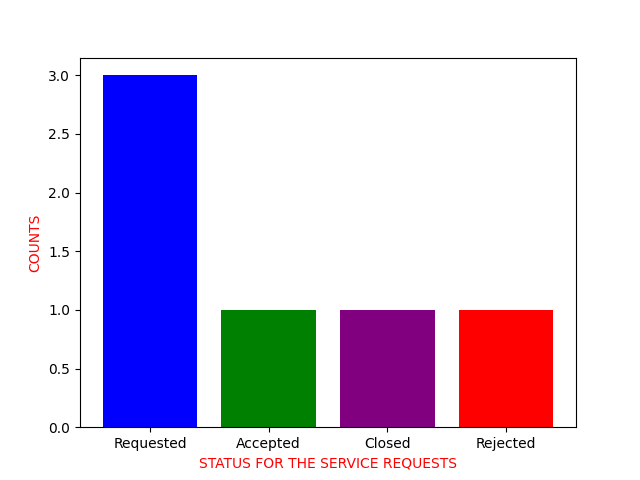 3.0
2.5
2.0
1.5
1.0
0.5
0.0
COUNTS
Requested Accepted Closed Rejected
STATUS FOR THE SERVICE REQUESTS